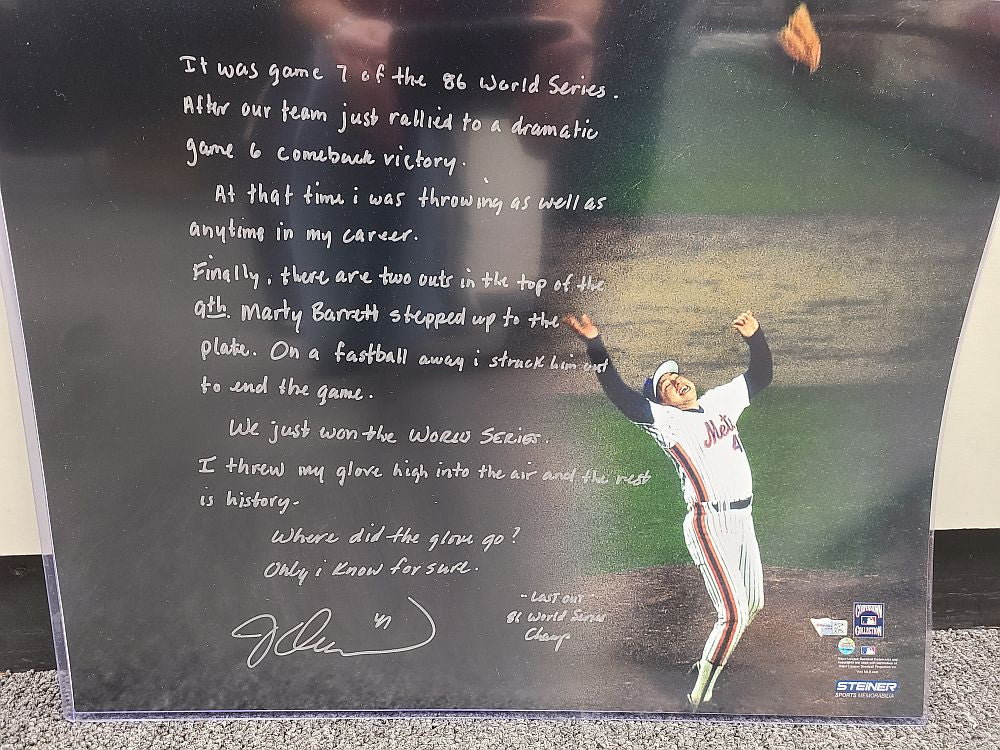 It was game 7 of the 86 World Series.
After our team just rallied to a dramatic
game 6 comeback victory.
At that time i was throwing as well as
anytime in my career.
Finally, there are two outs in the top of the
9th. Marty Barrett stepped up to the
plate. On a fastball away i struck him out
to end the game.
We just won the WORLD SERIES.
I threw my glove high into the air and the rest
is history.
Where did the glove go?
Only i know for sure.
47
- Last out -
86 World Series
Champ
Mets
4
COOPERSTOWN
COLLECTION
STEINER
SPORTS MEMORABILIA